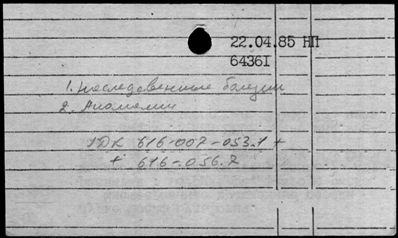 22.04.85 НП
64361
1. Наследственные болезни
2. Аномалии
УДК 616-007-053.1 +
+ 616-056.7